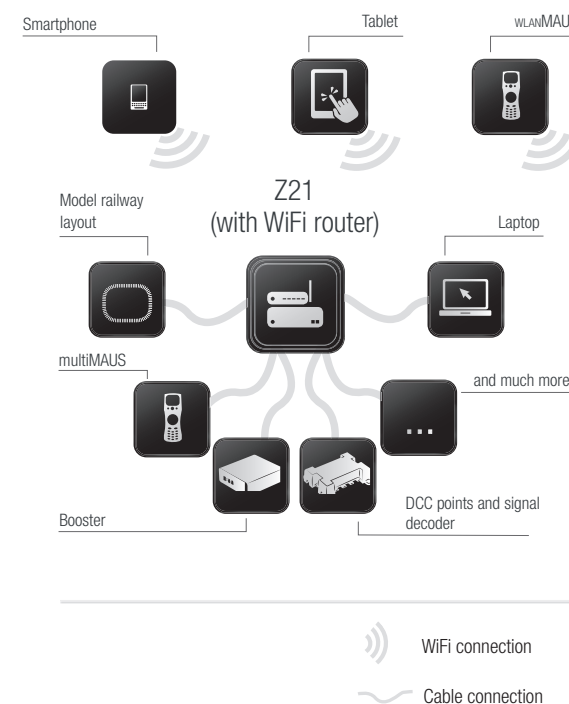 Smartphone
Tablet
WLANMAU
Z21
(with WiFi router)
Model railway
layout
Laptop
multiMAUS
and much more
Booster
DCC points and signal
decoder
WiFi connection
Cable connection